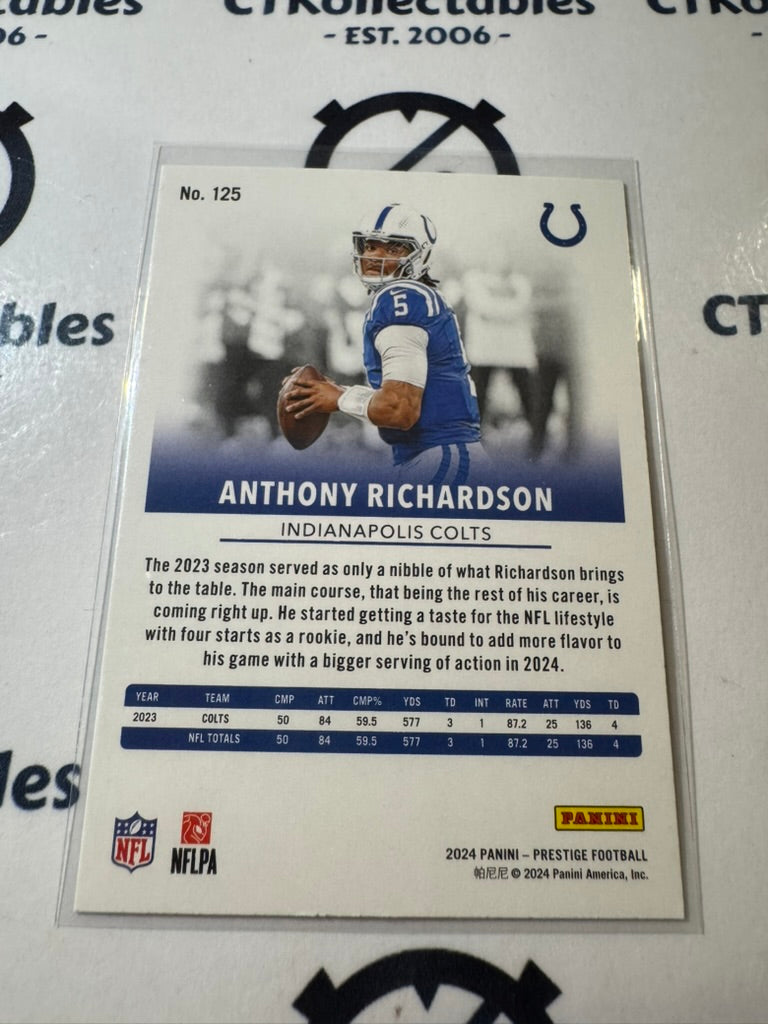 CTKollectables
CTKo
06 -
- EST. 2006 -
No. 125
5
bles
CT
ANTHONY RICHARDSON
INDIANAPOLIS COLTS
The 2023 season served as only a nibble of what Richardson brings
to the table. The main course, that being the rest of his career, is
coming right up. He started getting a taste for the NFL lifestyle
with four starts as a rookie, and he's bound to add more flavor to
his game with a bigger serving of action in 2024.
YEAR TEAM CMP ATT CMP% YDS TD INT RATE ATT YDS TD
2023 COLTS 50 84 59.5 577 3 1 87.2 25 136 4
NFL TOTALS 50 84 59.5 577 3 1 87.2 25 136 4
les
PANINI
NFL
NFLPA
2024 PANINI – PRESTIGE FOOTBALL
帕尼尼 © 2024 Panini America, Inc.